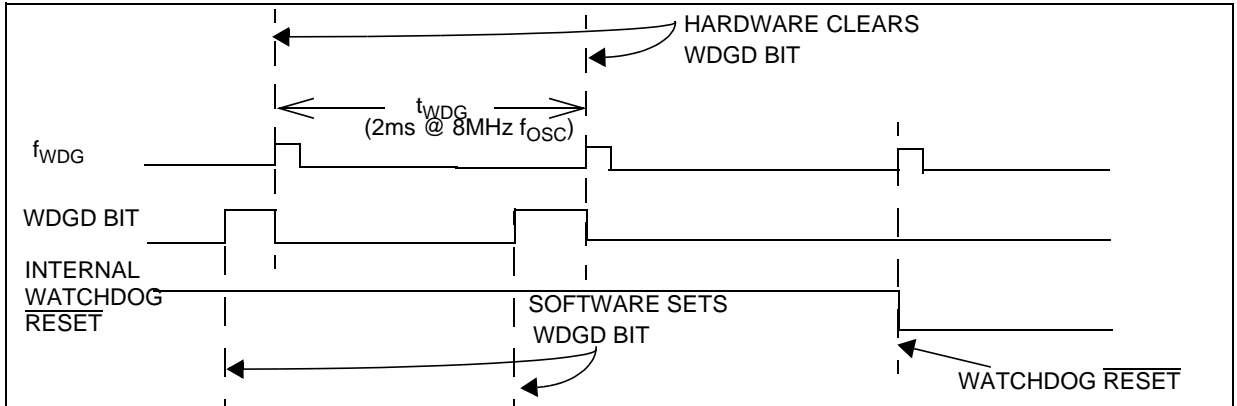 HARDWARE CLEARS
WDGD BIT
tWDG
(2ms @ 8MHz fOSC)
fWDG
WDGD BIT
INTERNAL
WATCHDOG
RESET
SOFTWARE SETS
WDGD BIT
WATCHDOG RESET